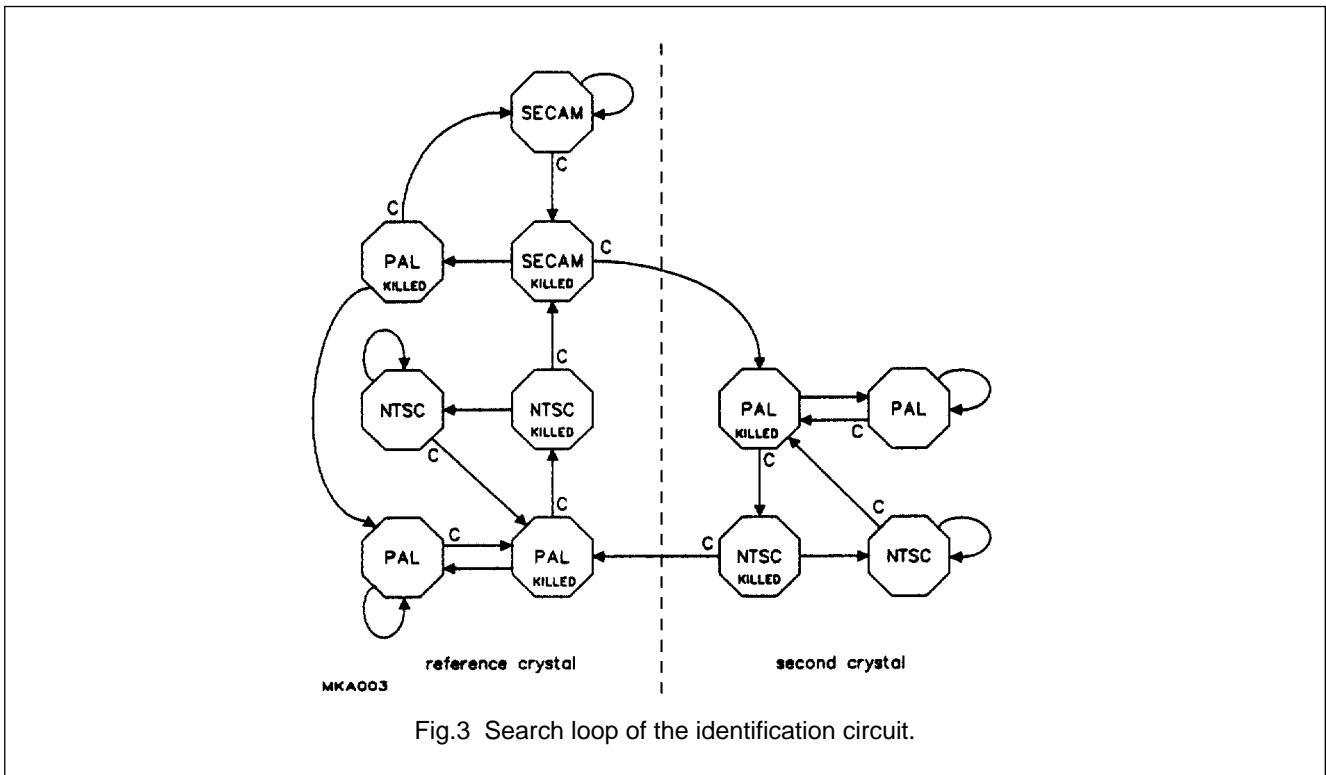 SECAM
C
C
PAL
KILLED
SECAM
KILLED
C
C
NTSC
NTSC
KILLED
C
PAL
KILLED
PAL
C
C
C
C
PAL
C
PAL
KILLED
C
NTSC
KILLED
C
NTSC
reference crystal
second crystal
MKA003
Fig.3 Search loop of the identification circuit.